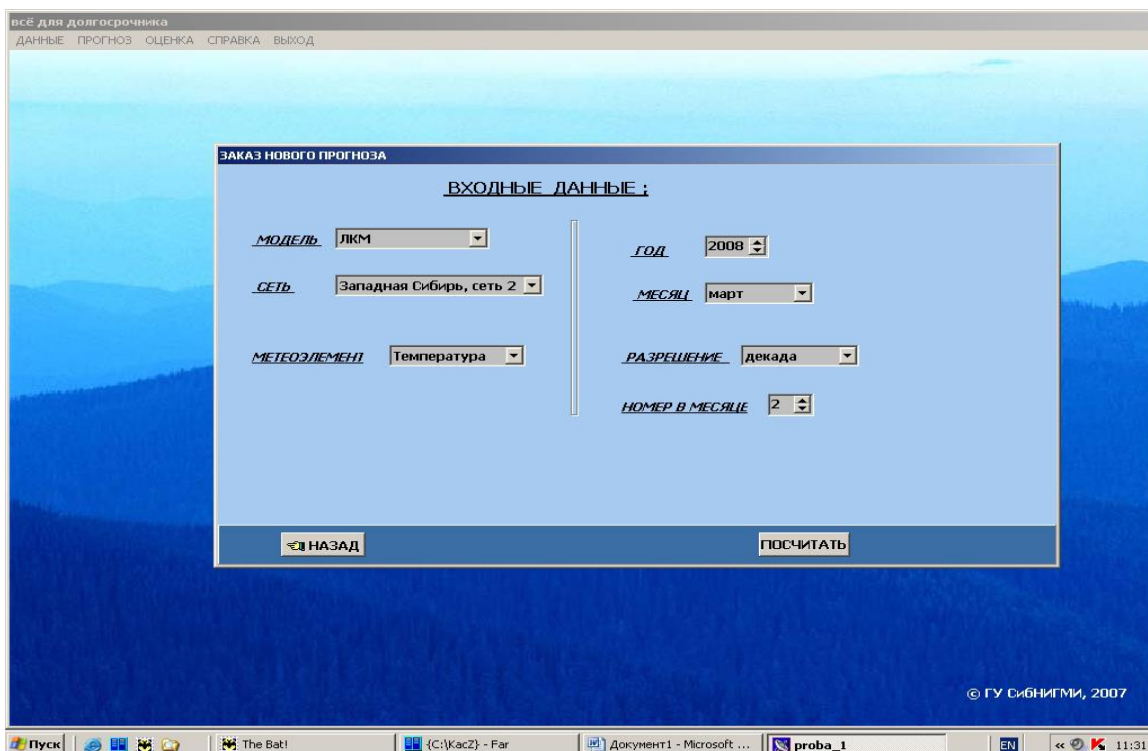 всё для долгосрочника
ДАННЫЕ ПРОГНОЗ ОЦЕНКА СПРАВКА ВЫХОД
ЗАКАЗ НОВОГО ПРОГНОЗА
ВХОДНЫЕ ДАННЫЕ :
МОДЕЛЬ ЛКМ
ГОД 2008
СЕТЬ Западная Сибирь, сеть 2
МЕСЯЦ март
МЕТЕОЭЛЕМЕНТ Температура
РАЗРЕШЕНИЕ декада
НОМЕР В МЕСЯЦЕ 2
НАЗАД ПОСЧИТАТЬ
© ГУ СибНИГМИ, 2007
Пуск The Bat! {C:\KacZ} - Far Документ1 - Microsoft ... proba_1 EN « 11:31